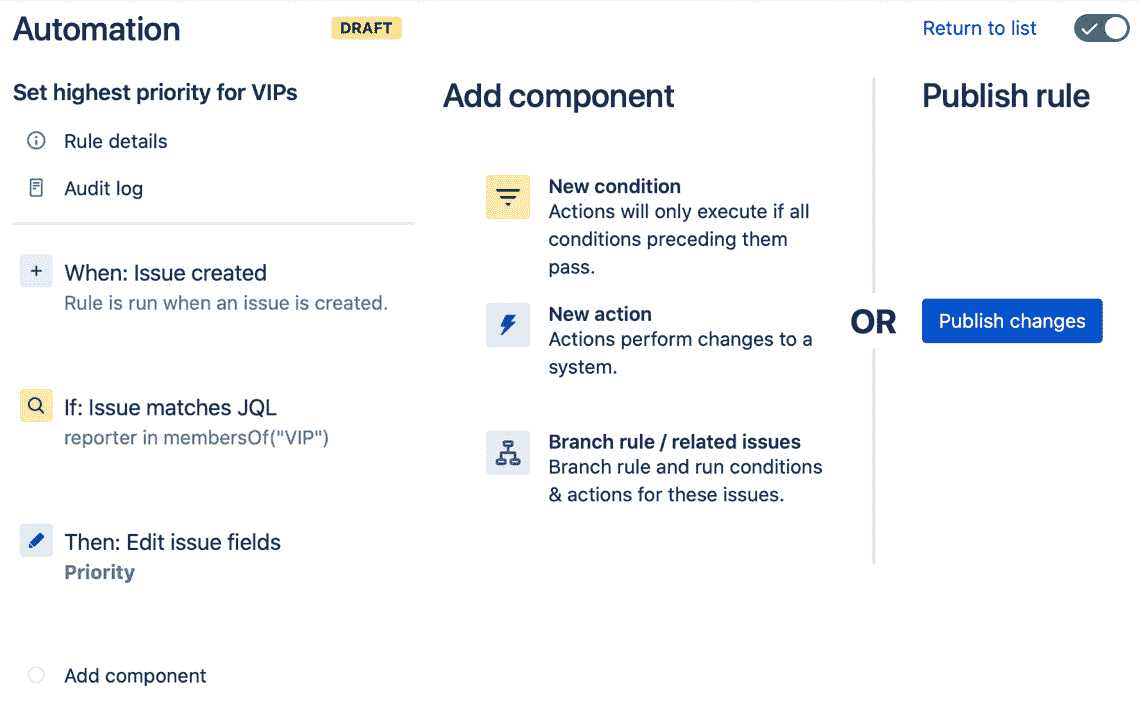 Automation
DRAFT
Return to list
Set highest priority for VIPs
Rule details
Audit log
When: Issue created
Rule is run when an issue is created.
If: Issue matches JQL
reporter in membersOf("VIP")
Then: Edit issue fields
Priority
Add component
Add component
New condition
Actions will only execute if all
conditions preceding them
pass.
New action
Actions perform changes to a
system.
Branch rule / related issues
Branch rule and run conditions
& actions for these issues.
OR
Publish rule
Publish changes